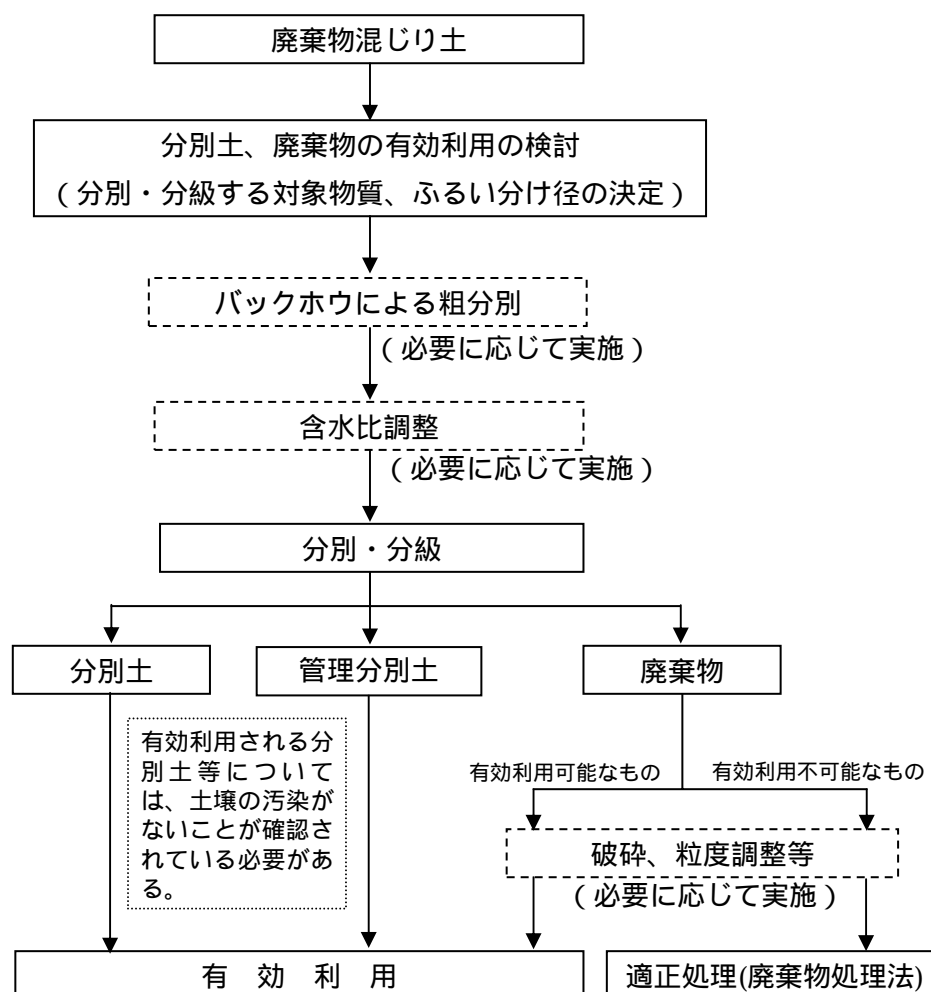 廃棄物混じり土
分別土、廃棄物の有効利用の検討
（分別・分級する対象物質、ふるい分け径の決定）
バックホウによる粗分別
（必要に応じて実施）
含水比調整
（必要に応じて実施）
分別・分級
分別土
管理分別土
廃棄物
有効利用される分
別土等について
は、土壌の汚染が
ないことが確認さ
れている必要があ
る。
有効利用可能なもの
有効利用不可能なもの
破砕、粒度調整等
（必要に応じて実施）
有 効 利 用
適正処理(廃棄物処理法)